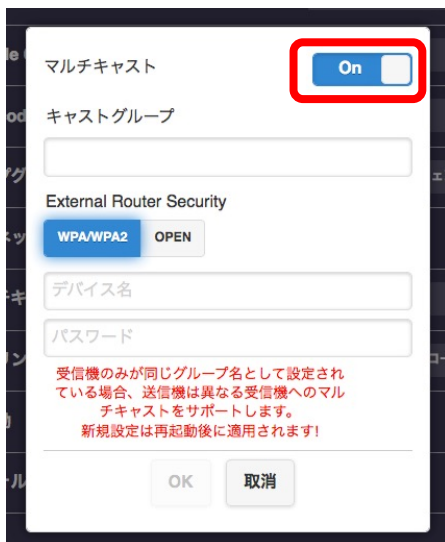 マルチキャスト
On
キャストグループ
External Router Security
WPA/WPA2 OPEN
デバイス名
パスワード
受信機のみが同じグループ名として設定され
ている場合、送信機は異なる受信機へのマル
チキャストをサポートします。
新規設定は再起動後に適用されます!
OK 取消